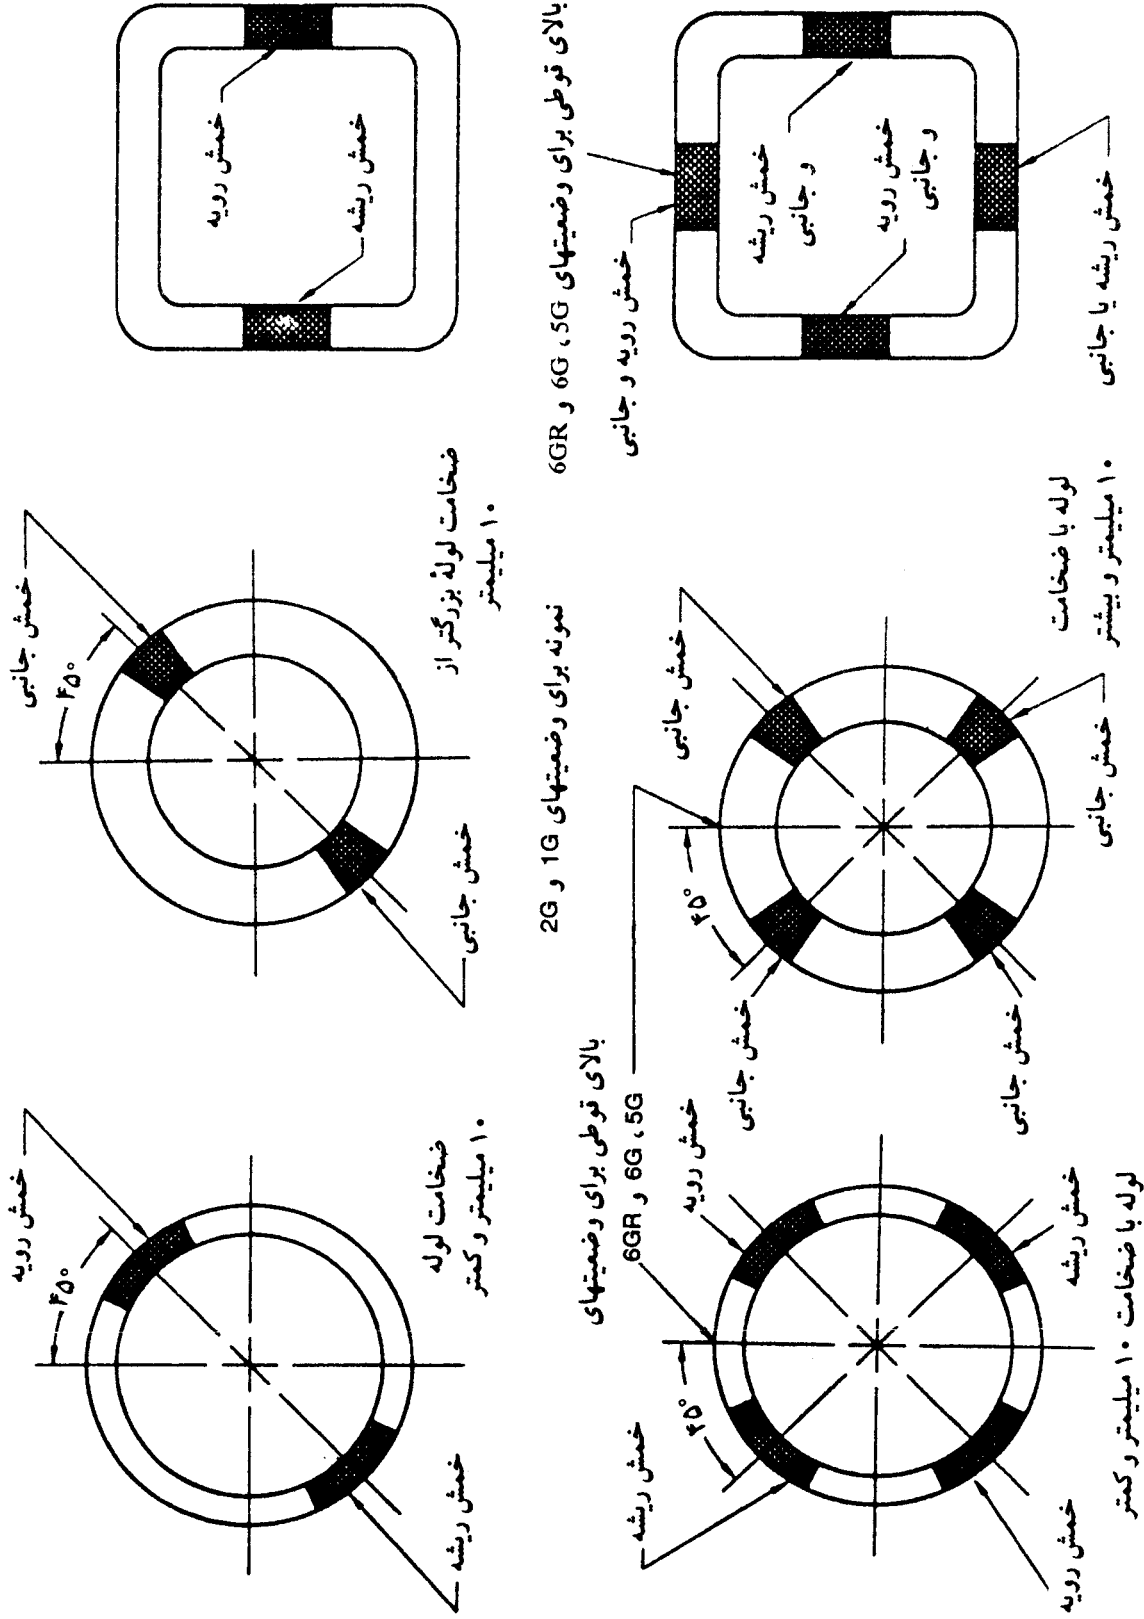 خمش رویه
۴۵°
خمش ریشه
ضخامت لوله
۱۰ میلیمتر و کمتر
خمش جانبی
۴۵°
خمش جانبی
ضخامت لولهٔ بزرگتر از
۱۰ میلیمتر
خمش رویه
خمش ریشه
نمونه برای وضعیتهای 1G و 2G
بالای قوطی برای وضعیتهای
5G، 6G و 6GR
خمش ریشه
۴۵°
خمش رویه
خمش رویه
خمش ریشه
لوله با ضخامت ۱۰ میلیمتر و کمتر
خمش جانبی
۴۵°
خمش جانبی
خمش جانبی
خمش جانبی
لوله با ضخامت
۱۰ میلیمتر و بیشتر
بالای قوطی برای وضعیتهای 5G، 6G و 6GR
خمش رویه و جانبی
خمش ریشه
و جانبی
خمش رویه
و جانبی
خمش ریشه یا جانبی